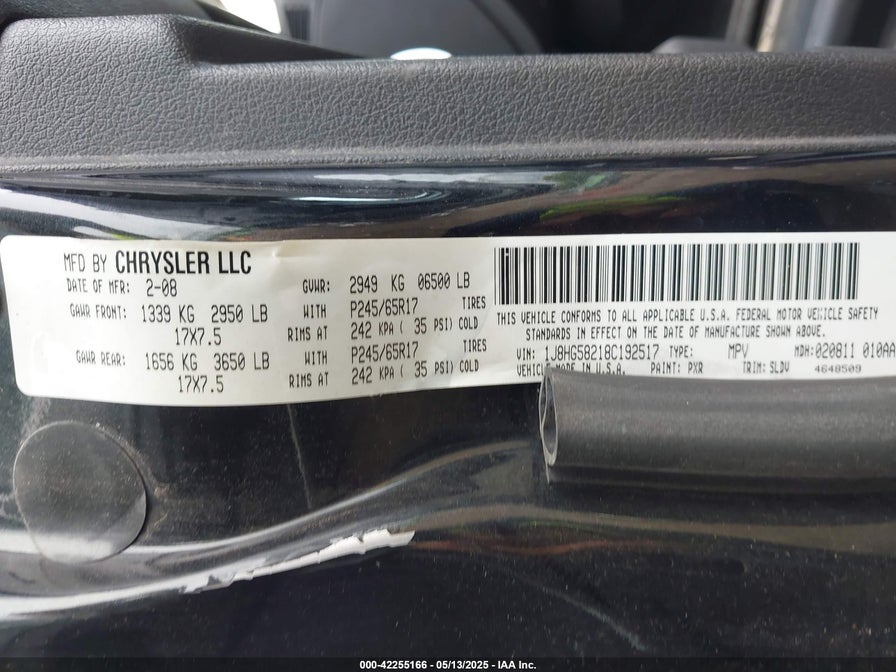 MFD BY CHRYSLER LLC
DATE OF MFR: 2-08 GVWR: 2949 KG 06500 LB
GAWR FRONT: 1339 KG 2950 LB WITH P245/65R17 TIRES
17X7.5 RIMS AT 242 KPA ( 35 PSI) COLD
GAWR REAR: 1656 KG 3650 LB WITH P245/65R17 TIRES
17X7.5 RIMS AT 242 KPA ( 35 PSI) COLD
THIS VEHICLE CONFORMS TO ALL APPLICABLE U.S.A. FEDERAL MOTOR VEHICLE SAFETY
STANDARDS IN EFFECT ON THE DATE OF MANUFACTURE SHOWN ABOVE.
VIN: 1J8HG58218C192517 TYPE: MPV MDH:020811 010AA
VEHICLE MADE IN U.S.A. PAINT: PXR TRIM: SLDV 4648509
000-42255166 - 05/13/2025 - IAA Inc.